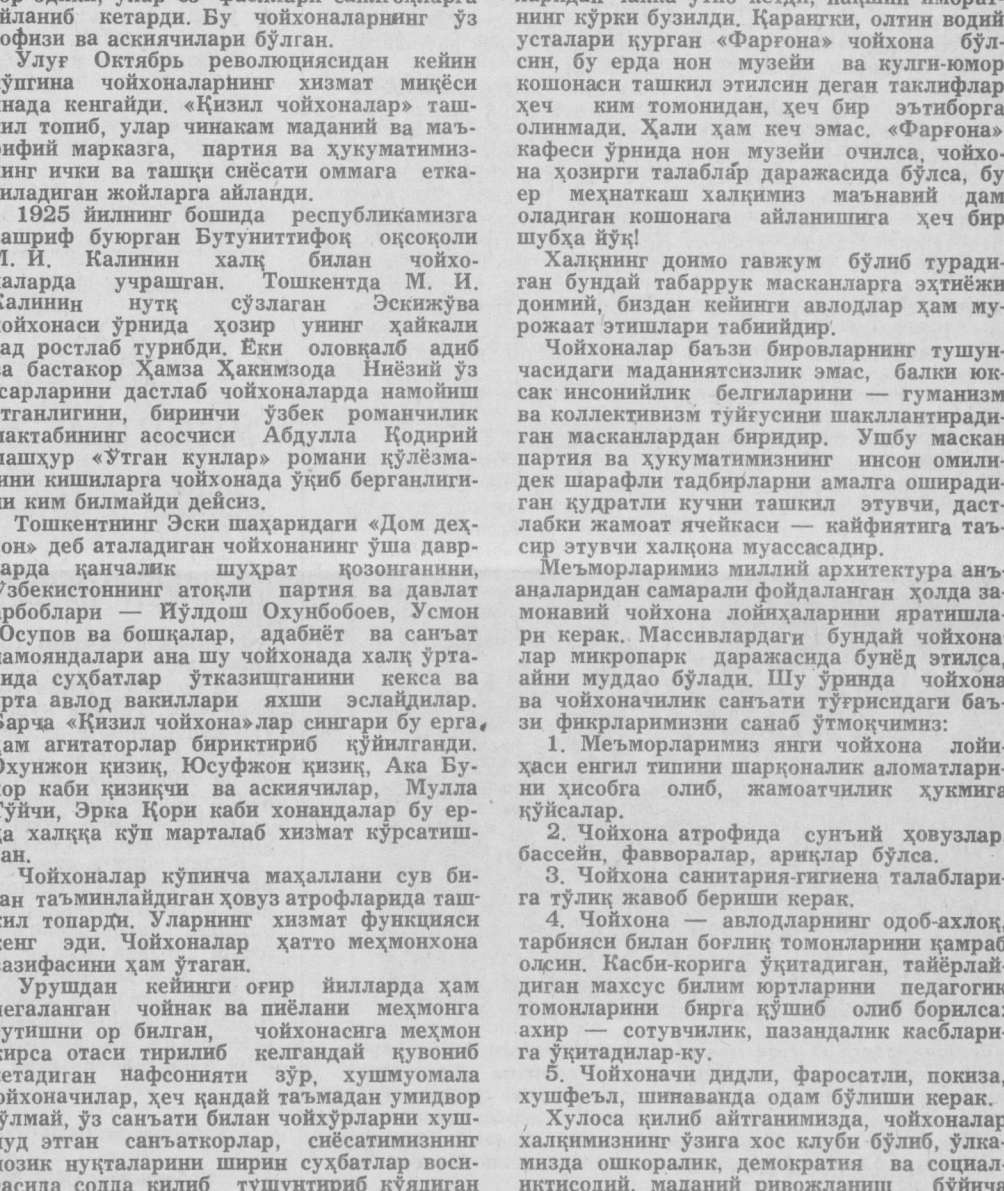 йланиб кетарди. Бу чойхоналарнинг ўз
офизи ва аскиячилари бўлган.
Улуғ Октябрь революциясидан кейин
ўпгина чойхоналарнинг хизмат миқёси
нада кенгайди. «Қизил чойхоналар» таш-
ил топиб, улар чинакам маданий ва маъ-
ифий марказга, партия ва ҳукуматимиз-
инг ички ва ташқи сиёсати оммага етка-
иладиган жойларга айланди.
1925 йилнинг бошида республикамизга
ашриф буюрган Бутуниттифоқ оқсоқоли
М. И. Калинин халқ билан чойхо-
аларда учрашган. Тошкентда М. И.
Калинин нутқ сўзлаган Эскижўва
ойхонаси ўрнида ҳозир унинг ҳайкали
ад ростлаб турибди. Ёки оловқалб адиб
ва бастакор Ҳамза Ҳакимзода Ниёзий ўз
сарларини дастлаб чойхоналарда намойиш
тганлигини, биринчи ўзбек романчилик
мактабининг асосчиси Абдулла Қодирий
машҳур «Ўтган кунлар» романи қўлёзма-
ини кишиларга чойхонада ўқиб берганлиги-
ни ким билмайди дейсиз.
Тошкентнинг Эски шаҳаридаги «Дом деҳ-
он» деб аталадиган чойхонанинг ўша давр-
арда қанчалик шуҳрат қозонганини,
Ўзбекистоннинг атоқли партия ва давлат
рбоблари — Йўлдош Охунбобоев, Усмон
Юсупов ва бошқалар, адабиёт ва санъат
амояндалари ана шу чойхонада халқ ўрта-
ида суҳбатлар ўтказишганини кекса ва
рта авлод вакиллари яхши эслайдилар.
Барча «Қизил чойхона»лар сингари бу ерга
ҳам агитаторлар бириктириб қўйилганди.
Охунжон қизиқ, Юсуфжон қизиқ, Ака Бу-
хор каби қизиқчи ва аскиячилар, Мулла
Тўйчи, Эрка Қори каби хонандалар бу ер-
да халққа кўп марталаб хизмат кўрсатиш-
ан.
Чойхоналар кўпинча маҳаллани сув би-
ан таъминлайдиган ҳовуз атрофларида таш-
кил топарди. Уларнинг хизмат функцияси
кенг эди. Чойхоналар ҳатто меҳмонхона
вазифасини ҳам ўтаган.
Урушдан кейинги оғир йилларда ҳам
егаланган чойнак ва пиёлани меҳмонга
утишни ор билган, чойхонасига меҳмон
кирса отаси тирилиб келгандай қувониб
кетадиган нафсонияти зўр, хушмуомала
ойхоначилар, ҳеч қандай таъмадан умидвор
ўлмай, ўз санъати билан чойхўрларни хуш-
нуд этган санъаткорлар, сиёсатимизнинг
нозик нуқталарини ширин суҳбатлар воси-
тасида содда қилиб тушунтириб қўядиган

нинг кўрки бузилди. Қарангки, олтин водий
усталари қурган «Фарғона» чойхона бўл-
син, бу ерда нон музейи ва кулги-юмор
кошонаси ташкил этилсин деган таклифлар
ҳеч ким томонидан, ҳеч бир эътиборга
олинмади. Ҳали ҳам кеч эмас. «Фарғона»
кафеси ўрнида нон музейи очилса, чойхо-
на ҳозирги талаблар даражасида бўлса, бу
ер меҳнаткаш халқимиз маънавий дам
оладиган кошонага айланишига ҳеч бир
шубҳа йўқ!
Халқнинг доимо гавжум бўлиб туради-
ган бундай табаррук масканларга эҳтиёжи
доимий, биздан кейинги авлодлар ҳам му-
рожаат этишлари табиийдир.
Чойхоналар баъзи бировларнинг тушун-
часидаги маданиятсизлик эмас, балки юк-
сак инсонийлик белгиларини — гуманизм
ва коллективизм туйғусини шакллантиради-
ган масканлардан биридир. Ушбу маскан
партия ва ҳукуматимизнинг инсон омили-
дек шарафли тадбирларни амалга оширади-
ган қудратли кучни ташкил этувчи, даст-
лабки жамоат ячейкаси — кайфиятига таъ-
сир этувчи халқона муассасадир.
Меъморларимиз миллий архитектура анъ-
аналаридан самарали фойдаланган ҳолда за-
монавий чойхона лойиҳаларини яратишла-
ри керак. Массивлардаги бундай чойхона
лар микропарк даражасида бунёд этилса,
айни муддао бўлади. Шу ўринда чойхона
ва чойхоначилик санъати тўғрисидаги баъ-
зи фикрларимизни санаб ўтмоқчимиз:
1. Меъморларимиз янги чойхона лойи-
ҳаси енгил типини шарқоналик аломатлари-
ни ҳисобга олиб, жамоатчилик ҳукмига
қўйсалар.
2. Чойхона атрофида сунъий ҳовузлар,
бассейн, фавворалар, ариқлар бўлса.
3. Чойхона санитария-гигиена талаблари-
га тўлиқ жавоб бериши керак.
4. Чойхона — авлодларнинг одоб-ахлоқ,
тарбияси билан боғлиқ томонларини қамраб
олсин. Касби-корига ўқитадиган, тайёрлай-
диган махсус билим юртларини педагогик
томонларини бирга қўшиб олиб борилса:
ахир — сотувчилик, пазандалик касблари-
га ўқитадилар-ку.
5. Чойхоначи дидли, фаросатли, покиза,
хушфеъл, шинаванда одам бўлиши керак.
Хулоса қилиб айтганимизда, чойхоналар
халқимизнинг ўзига хос клуби бўлиб, ўлка-
мизда ошкоралик, демократия ва социал-
иқтисодий, маданий ривожланиш бўйича